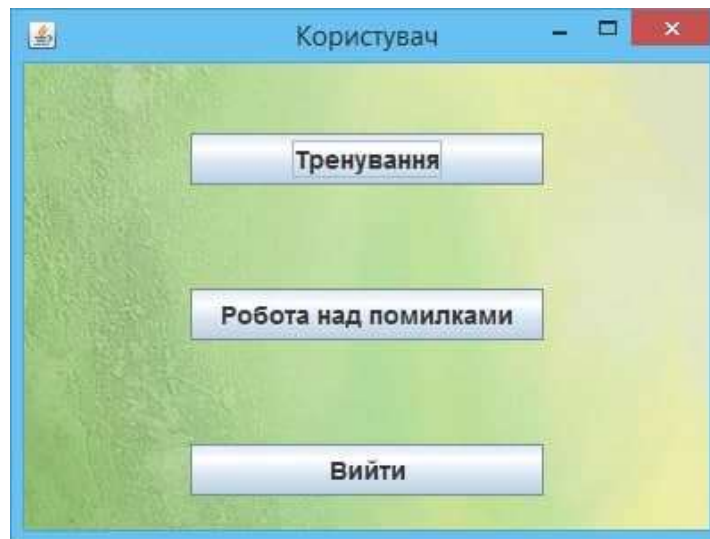 Користувач
Тренування
Робота над помилками
Вийти